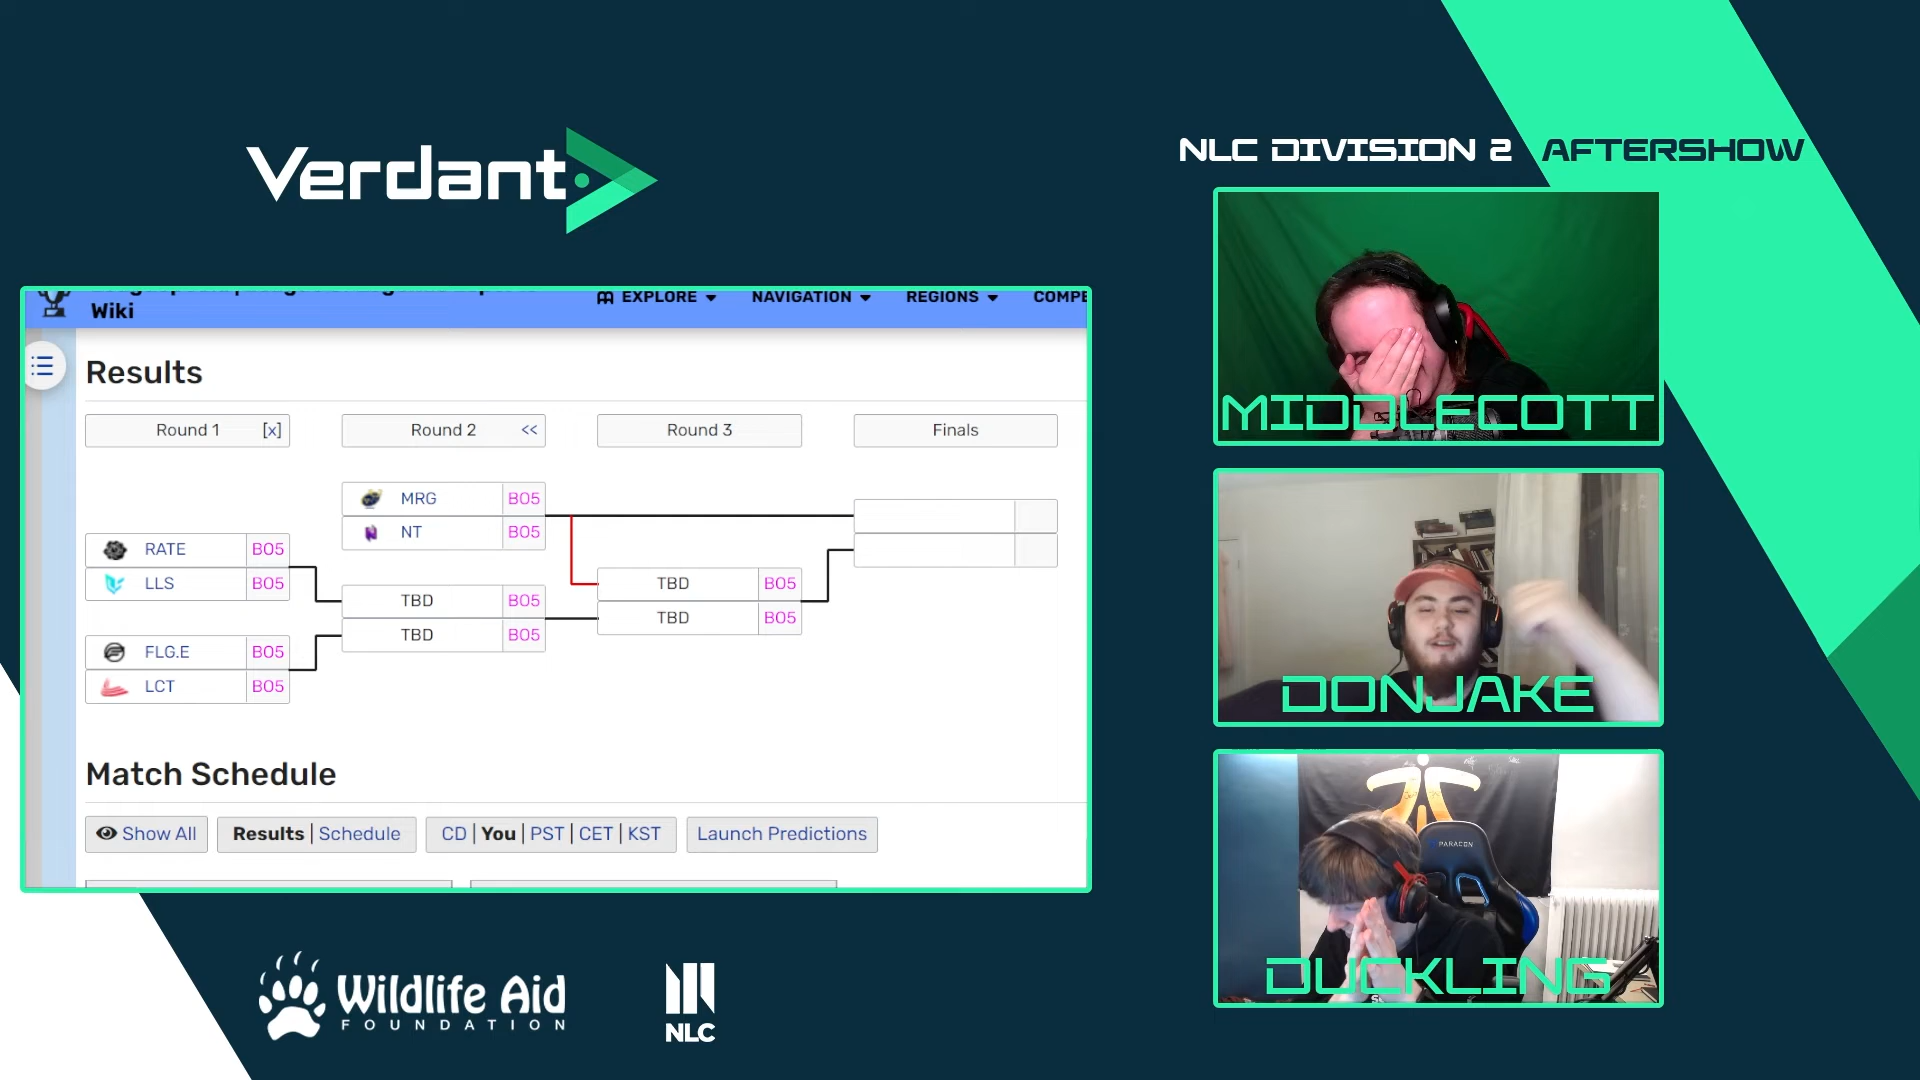 Verdant
NLC DIVISION 2 AFTERSHOW
Wiki
EXPLORE
NAVIGATION
REGIONS
COMPE
Results
Round 1 [x]
Round 2 <<
Round 3
Finals
MRG BO5
NT BO5
RATE BO5
LLS BO5
TBD BO5
TBD BO5
TBD BO5
TBD BO5
FLG.E BO5
LCT BO5
Match Schedule
Show All
Results | Schedule
CD | You | PST | CET | KST
Launch Predictions
MIDDLECOTT
DONJAKE
PARACON
DUCKLING
Wildlife Aid
FOUNDATION
NLC